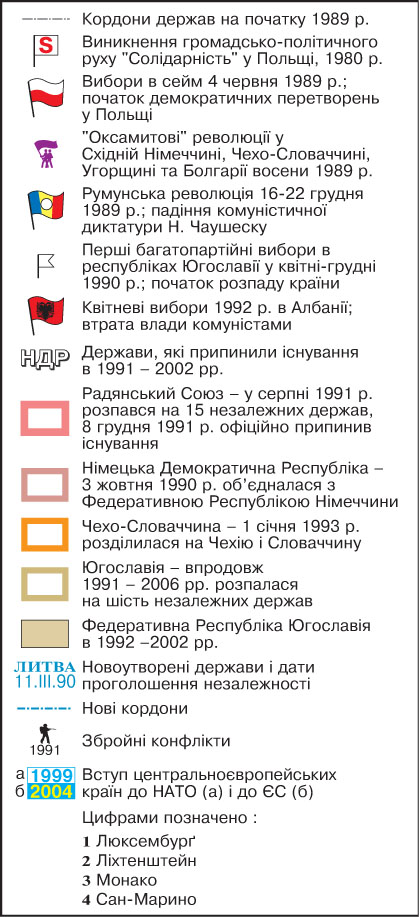 Кордони держав на початку 1989 р.
S
Виникнення громадсько-політичного
руху "Солідарність" у Польщі, 1980 р.
Вибори в сейм 4 червня 1989 р.;
початок демократичних перетворень
у Польщі
"Оксамитові" революції у
Східній Німеччині, Чехо-Словаччині,
Угорщині та Болгарії восени 1989 р.
Румунська революція 16-22 грудня
1989 р.; падіння комуністичної
диктатури Н. Чаушеску
Перші багатопартійні вибори в
республіках Югославії у квітні-грудні
1990 р.; початок розпаду країни
Квітневі вибори 1992 р. в Албанії;
втрата влади комуністами
НДР
Держави, які припинили існування
в 1991 – 2002 рр.
Радянський Союз – у серпні 1991 р.
розпався на 15 незалежних держав,
8 грудня 1991 р. офіційно припинив
існування
Німецька Демократична Республіка –
3 жовтня 1990 р. об’єдналася з
Федеративною Республікою Німеччини
Чехо-Словаччина – 1 січня 1993 р.
розділилася на Чехію і Словаччину
Югославія – впродовж
1991 – 2006 рр. розпалася
на шість незалежних держав
Федеративна Республіка Югославія
в 1992 –2002 рр.
ЛИТВА
11.III.90
Новоутворені держави і дати
проголошення незалежності
Нові кордони
1991
Збройні конфлікти
а 1999
б 2004
Вступ центральноєвропейських
країн до НАТО (а) і до ЄС (б)
Цифрами позначено :
1 Люксембурґ
2 Ліхтенштейн
3 Монако
4 Сан-Марино